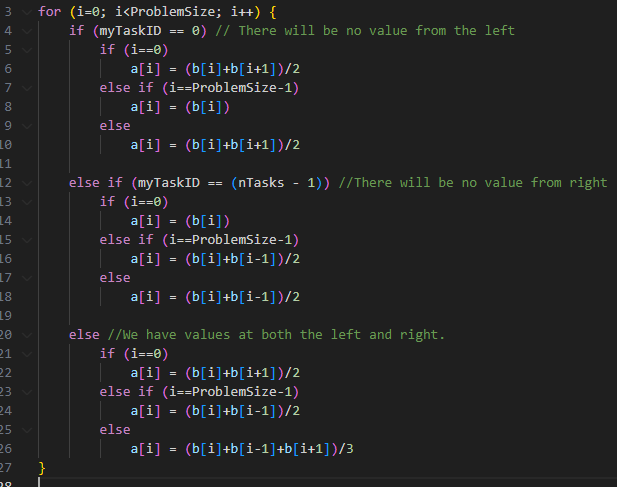 3 for (i=0; i<ProblemSize; i++) {
4 if (myTaskID == 0) // There will be no value from the left
5 if (i==0)
6 a[i] = (b[i]+b[i+1])/2
7 else if (i==ProblemSize-1)
8 a[i] = (b[i])
9 else
10 a[i] = (b[i]+b[i+1])/2
11
12 else if (myTaskID == (nTasks - 1)) //There will be no value from right
13 if (i==0)
14 a[i] = (b[i])
15 else if (i==ProblemSize-1)
16 a[i] = (b[i]+b[i-1])/2
17 else
18 a[i] = (b[i]+b[i-1])/2
19
20 else //We have values at both the left and right.
21 if (i==0)
22 a[i] = (b[i]+b[i+1])/2
23 else if (i==ProblemSize-1)
24 a[i] = (b[i]+b[i-1])/2
25 else
26 a[i] = (b[i]+b[i-1]+b[i+1])/3
27 }
28